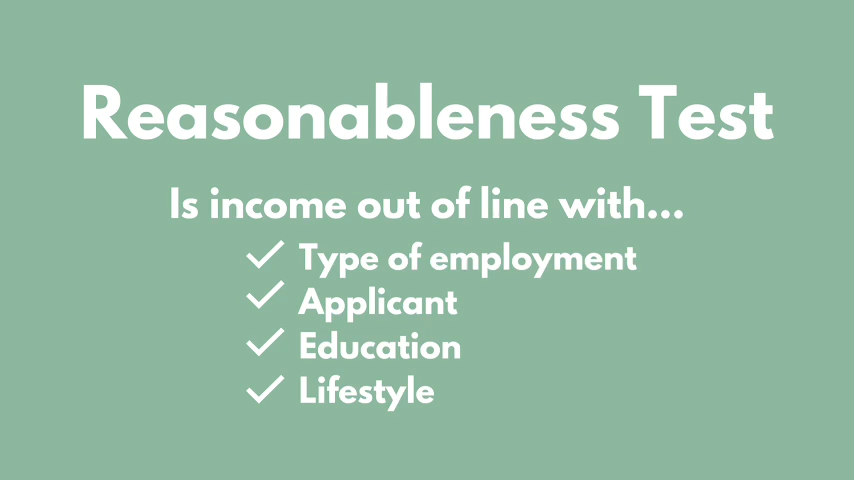 Reasonableness Test
Is income out of line with...
Type of employment
Applicant
Education
Lifestyle